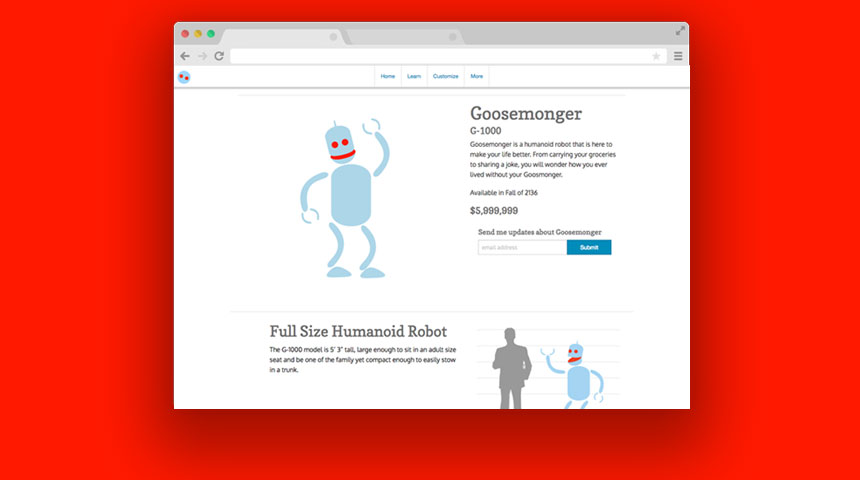 Home Learn Customize More
Goosemonger
G-1000
Goosemonger is a humanoid robot that is here to
make your life better. From carrying your groceries
to sharing a joke, you will wonder how you ever
lived without your Goosmonger.
Available in Fall of 2136
$5,999,999
Send me updates about Goosemonger
email address Submit
Full Size Humanoid Robot
The G-1000 model is 5' 3" tall, large enough to sit in an adult size
seat and be one of the family yet compact enough to easily stow
in a trunk.